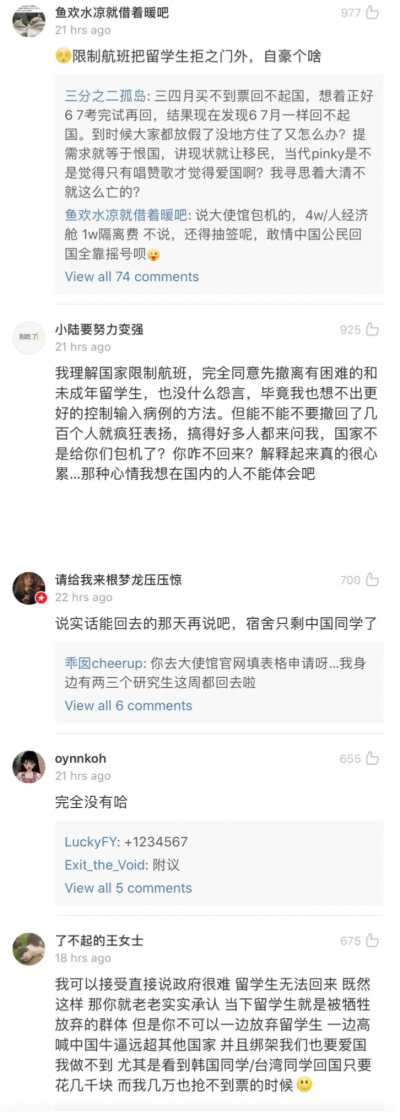 鱼欢水凉就借着暖吧
977
21 hrs ago
限制航班把留学生拒之门外，自豪个啥
三分之二孤岛: 三四月买不到票回不起国，想着正好
6 7考完试再回，结果现在发现6 7月一样回不起
国。到时候大家都放假了没地方住了又怎么办？提
需求就等于恨国，讲现状就让移民，当代pinky是不
是觉得只有唱赞歌才觉得爱国啊？我寻思着大清不
就这么亡的？
鱼欢水凉就借着暖吧: 说大使馆包机的，4w/人经济
舱 1w隔离费 不说，还得抽签呢，敢情中国公民回
国全靠摇号呗
View all 74 comments
小陆要努力变强
925
21 hrs ago
我理解国家限制航班，完全同意先撤离有困难的和
未成年留学生，也没什么怨言，毕竟我也想不出更
好的控制输入病例的方法。但能不能不要撤回了几
百个人就疯狂表扬，搞得好多人都来问我，国家不
是给你们包机了？你咋不回来？解释起来真的很心
累...那种心情我想在国内的人不能体会吧
请给我来根梦龙压压惊
700
22 hrs ago
说实话能回去的那天再说吧，宿舍只剩中国同学了
乖囡cheerup: 你去大使馆官网填表格申请呀...我身
边有两三个研究生这周都回去啦
View all 6 comments
oynnkoh
655
21 hrs ago
完全没有哈
LuckyFY: +1234567
Exit_the_Void: 附议
View all 5 comments
了不起的王女士
675
18 hrs ago
我可以接受直接说政府很难 留学生无法回来 既然
这样 那你就老老实实承认 当下留学生就是被牺牲
放弃的群体 但是你不可以一边放弃留学生 一边高
喊中国牛逼远超其他国家 并且绑架我们也要爱国
我做不到 尤其是看到韩国同学/台湾同学回国只要
花几千块 而我几万也抢不到票的时候